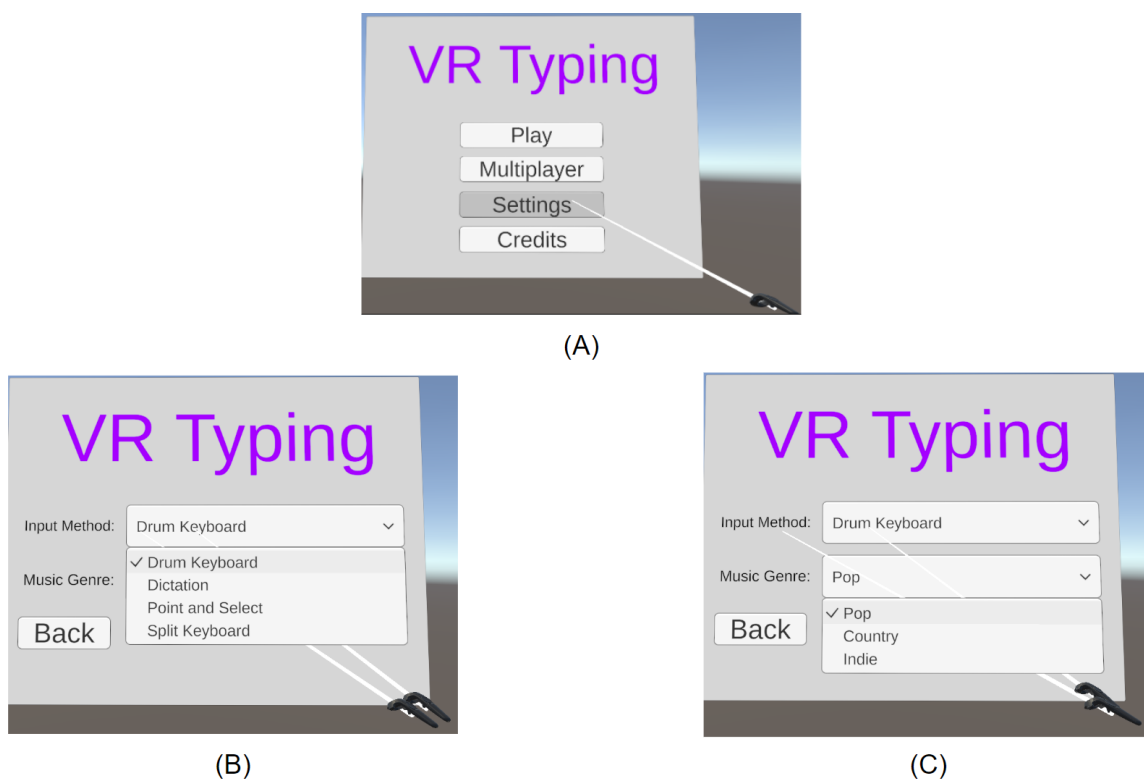 VR Typing
Play
Multiplayer
Settings
Credits
(A)
VR Typing
Input Method: Drum Keyboard
✓ Drum Keyboard
Dictation
Music Genre:
Point and Select
Back
Split Keyboard
(B)
VR Typing
Input Method: Drum Keyboard
Music Genre: Pop
✓ Pop
Back
Country
Indie
(C)